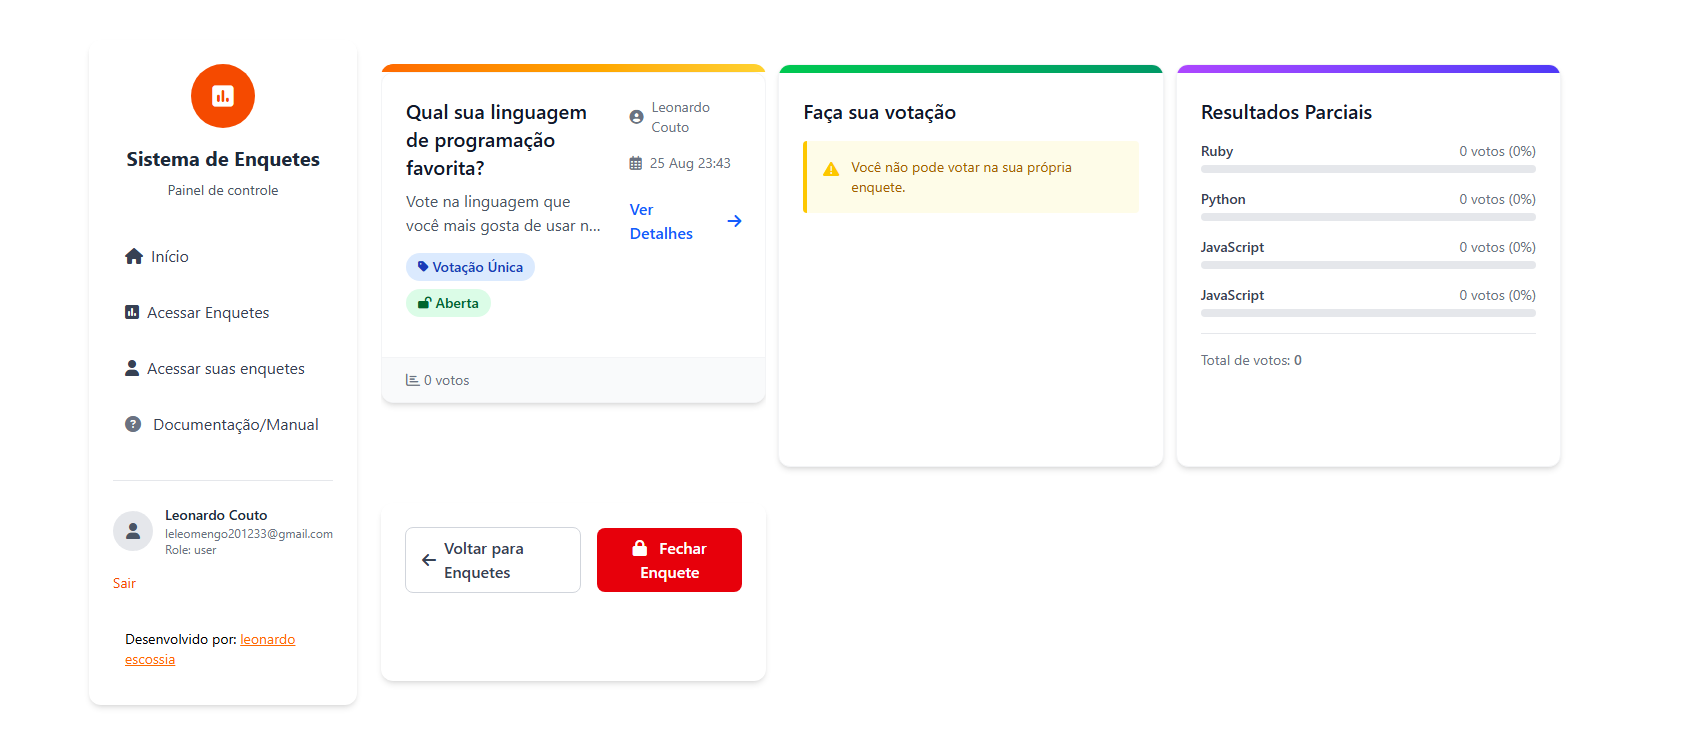 Sistema de Enquetes
Painel de controle
Início
Acessar Enquetes
Acessar suas enquetes
Documentação/Manual
Leonardo Couto
leleomengo201233@gmail.com
Role: user
Sair
Desenvolvido por: leonardo
escossia
Qual sua linguagem
de programação
favorita?
Vote na linguagem que
você mais gosta de usar n...
Votação Única
Aberta
Leonardo
Couto
25 Aug 23:43
Ver
Detalhes
0 votos
Faça sua votação
Você não pode votar na sua própria
enquete.
Resultados Parciais
Ruby 0 votos (0%)
Python 0 votos (0%)
JavaScript 0 votos (0%)
JavaScript 0 votos (0%)
Total de votos: 0
Voltar para
Enquetes
Fechar
Enquete